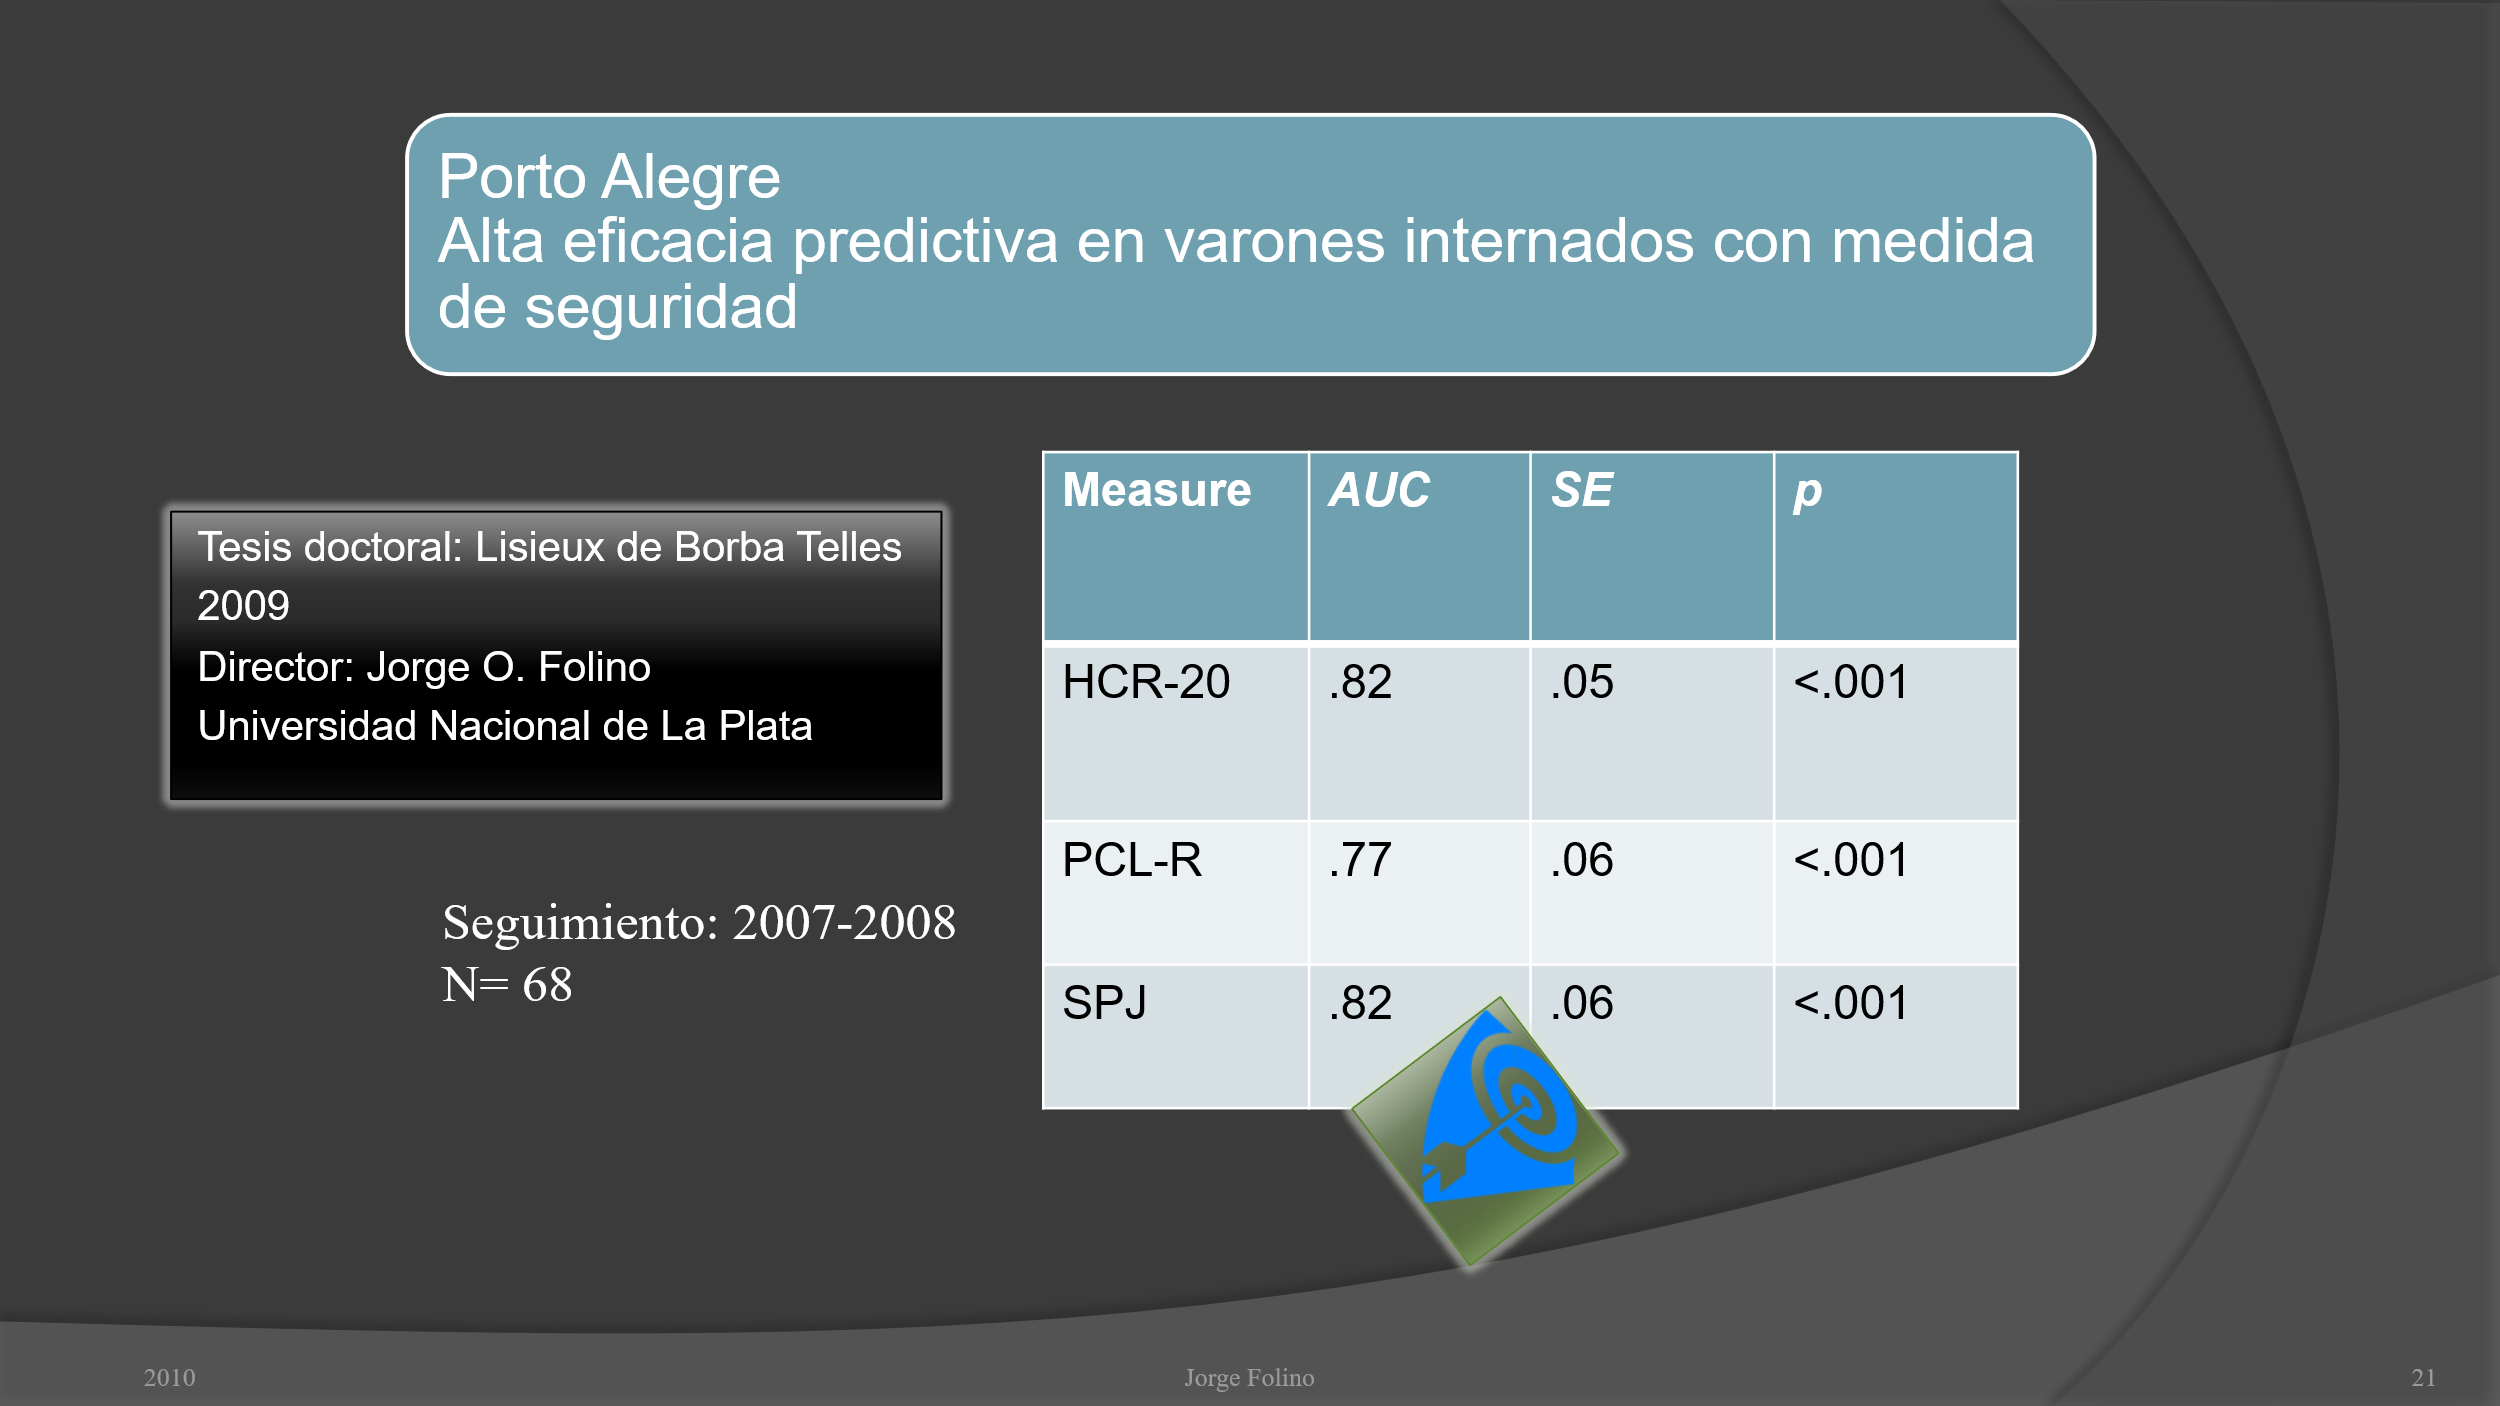 Porto Alegre
Alta eficacia predictiva en varones internados con medida
de seguridad
Tesis doctoral: Lisieux de Borba Telles
2009
Director: Jorge O. Folino
Universidad Nacional de La Plata
Seguimiento: 2007-2008
N= 68
Measure AUC SE p
HCR-20 .82 .05 <.001
PCL-R .77 .06 <.001
SPJ .82 .06 <.001
2010 Jorge Folino 21